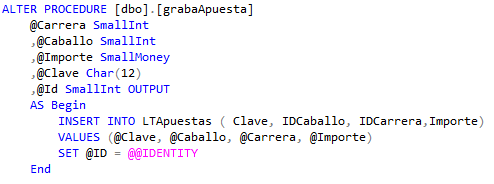 ALTER PROCEDURE [dbo].[grabaApuesta]
@Carrera SmallInt
,@Caballo SmallInt
,@Importe SmallMoney
,@Clave Char(12)
,@Id SmallInt OUTPUT
AS Begin
INSERT INTO LTApuestas ( Clave, IDCaballo, IDCarrera,Importe)
VALUES (@Clave, @Caballo, @Carrera, @Importe)
SET @ID = @@IDENTITY
End